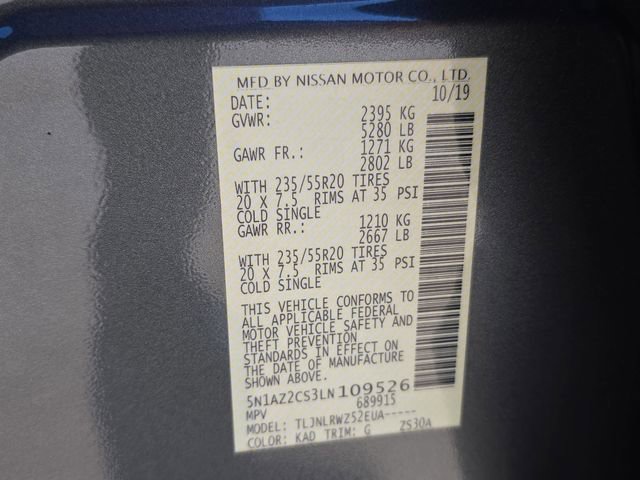 MFD BY NISSAN MOTOR CO., LTD.
DATE: 10/19
GVWR: 2395 KG
5280 LB
GAWR FR.: 1271 KG
2802 LB
WITH 235/55R20 TIRES
20 X 7.5 RIMS AT 35 PSI
COLD SINGLE
GAWR RR.: 1210 KG
2667 LB
WITH 235/55R20 TIRES
20 X 7.5 RIMS AT 35 PSI
COLD SINGLE
THIS VEHICLE CONFORMS TO
ALL APPLICABLE FEDERAL
MOTOR VEHICLE SAFETY AND
THEFT PREVENTION
STANDARDS IN EFFECT ON
THE DATE OF MANUFACTURE
SHOWN ABOVE.
5N1AZ2CS3LN109526
MPV 689915
MODEL: TLJNLRWZ52EUA-----
COLOR: KAD TRIM: G ZS30A